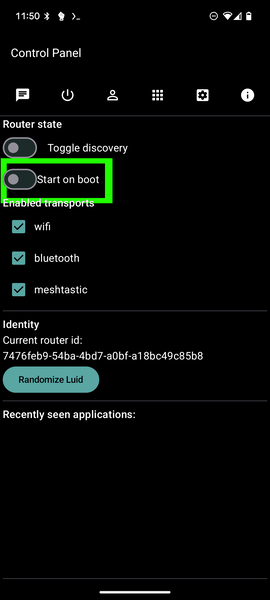 11:50
Control Panel
Router state
Toggle discovery
Start on boot
Enabled transports
wifi
bluetooth
meshtastic
Identity
Current router id:
7476feb9-54ba-4bd7-a0bf-a18bc49c85b8
Randomize Luid
Recently seen applications: